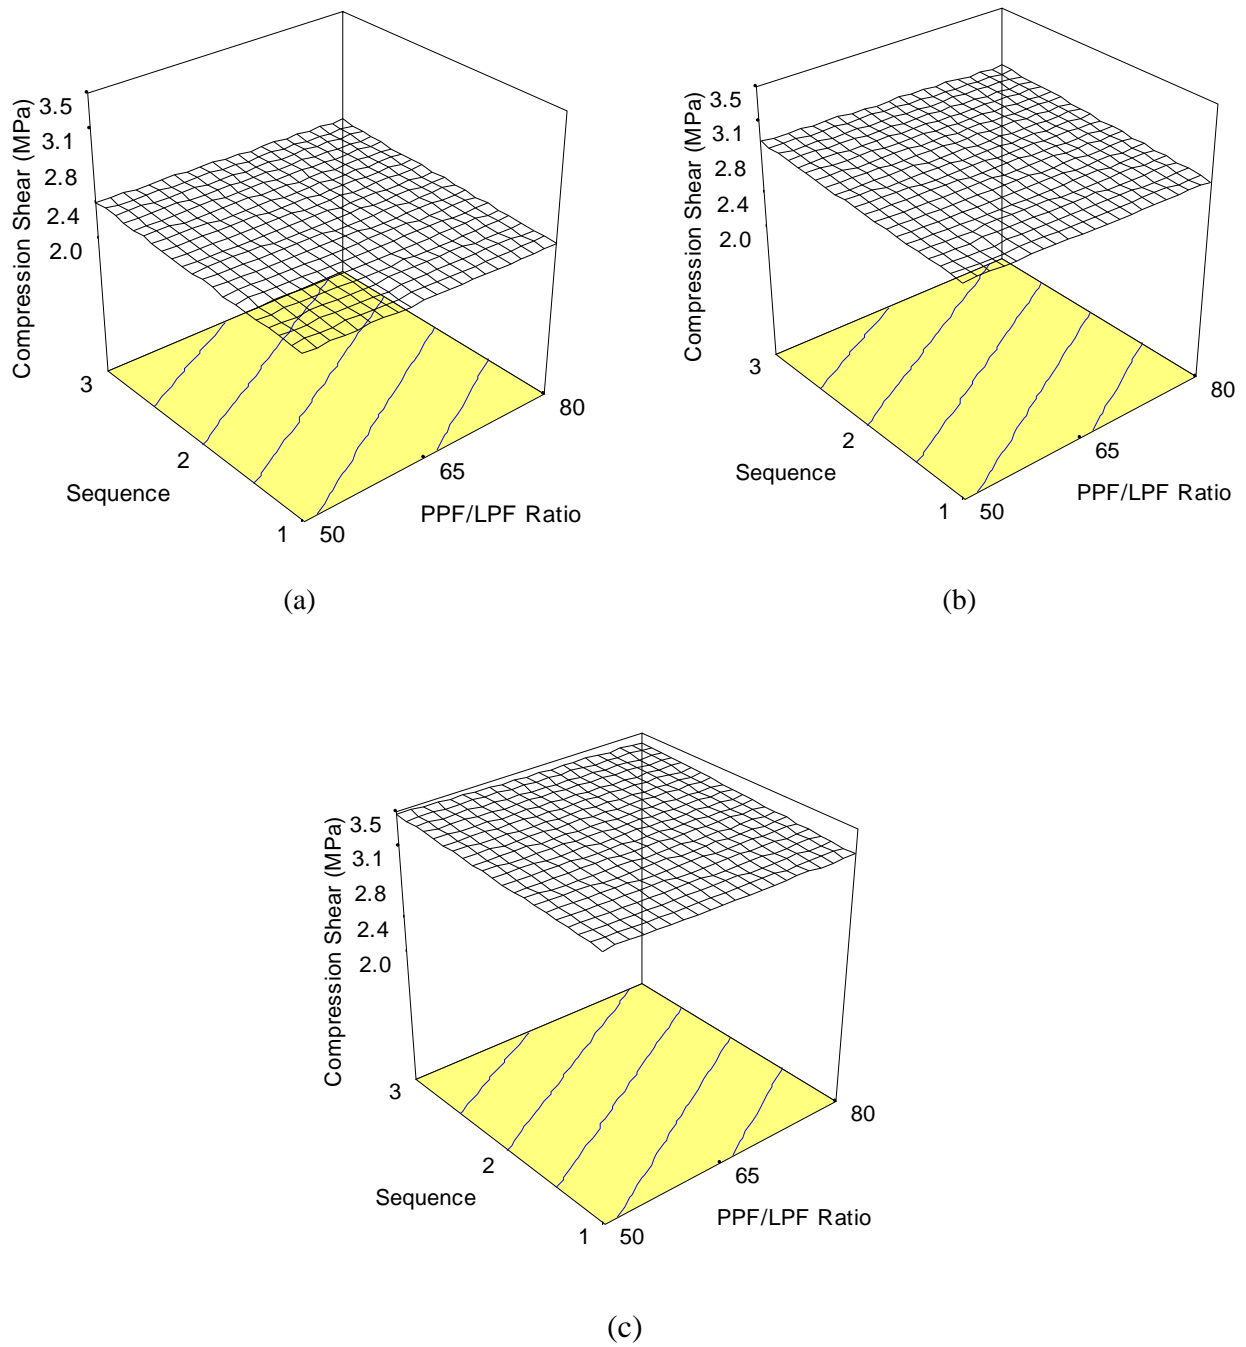 3.5
3.1
2.8
2.4
2.0
Compression Shear (MPa)
3
2
1
Sequence
50
65
80
PPF/LPF Ratio
(a)
3.5
3.1
2.8
2.4
2.0
Compression Shear (MPa)
3
2
1
Sequence
50
65
80
PPF/LPF Ratio
(b)
3.5
3.1
2.8
2.4
2.0
Compression Shear (MPa)
3
2
1
Sequence
50
65
80
PPF/LPF Ratio
(c)